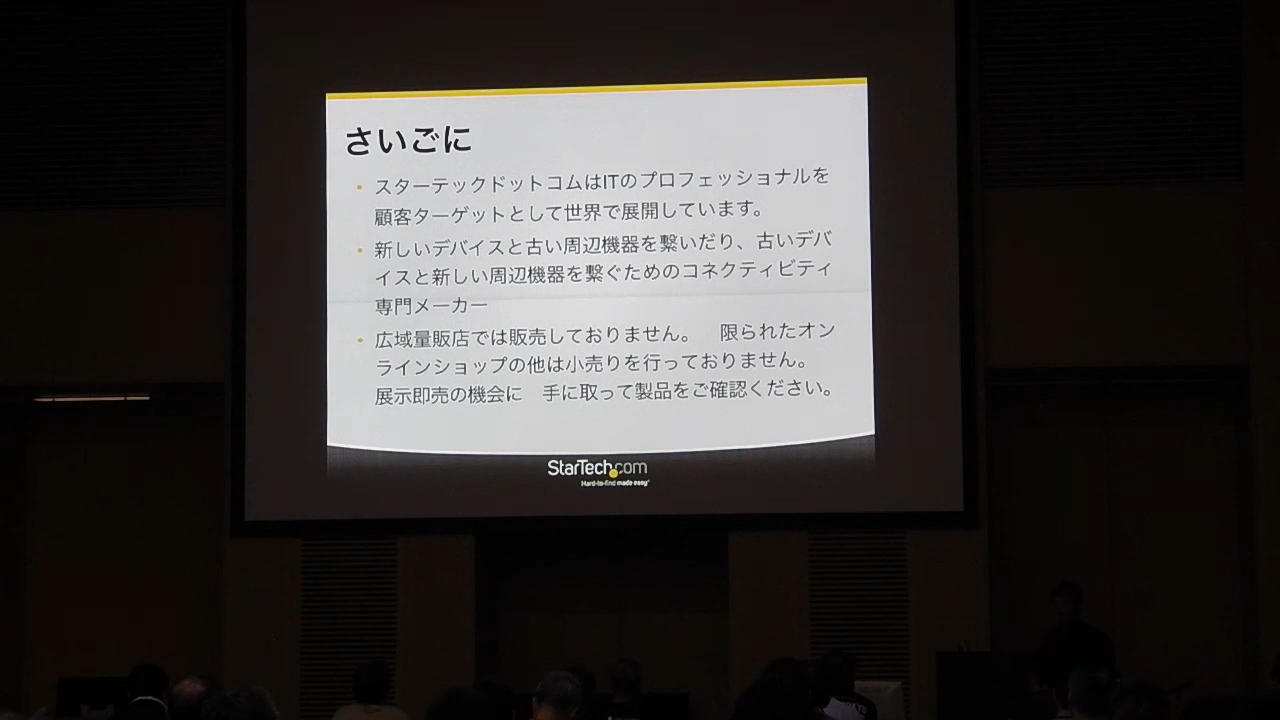 さいごに
スターテックドットコムはITのプロフェッショナルを
顧客ターゲットとして世界で展開しています。
新しいデバイスと古い周辺機器を繋いだり、古いデバ
イスと新しい周辺機器を繋ぐためのコネクティビティ
専門メーカー
広域量販店では販売しておりません。　限られたオン
ラインショップの他は小売りを行っておりません。
展示即売の機会に　手に取って製品をご確認ください。
StarTech.com
Hard-to-find made easy